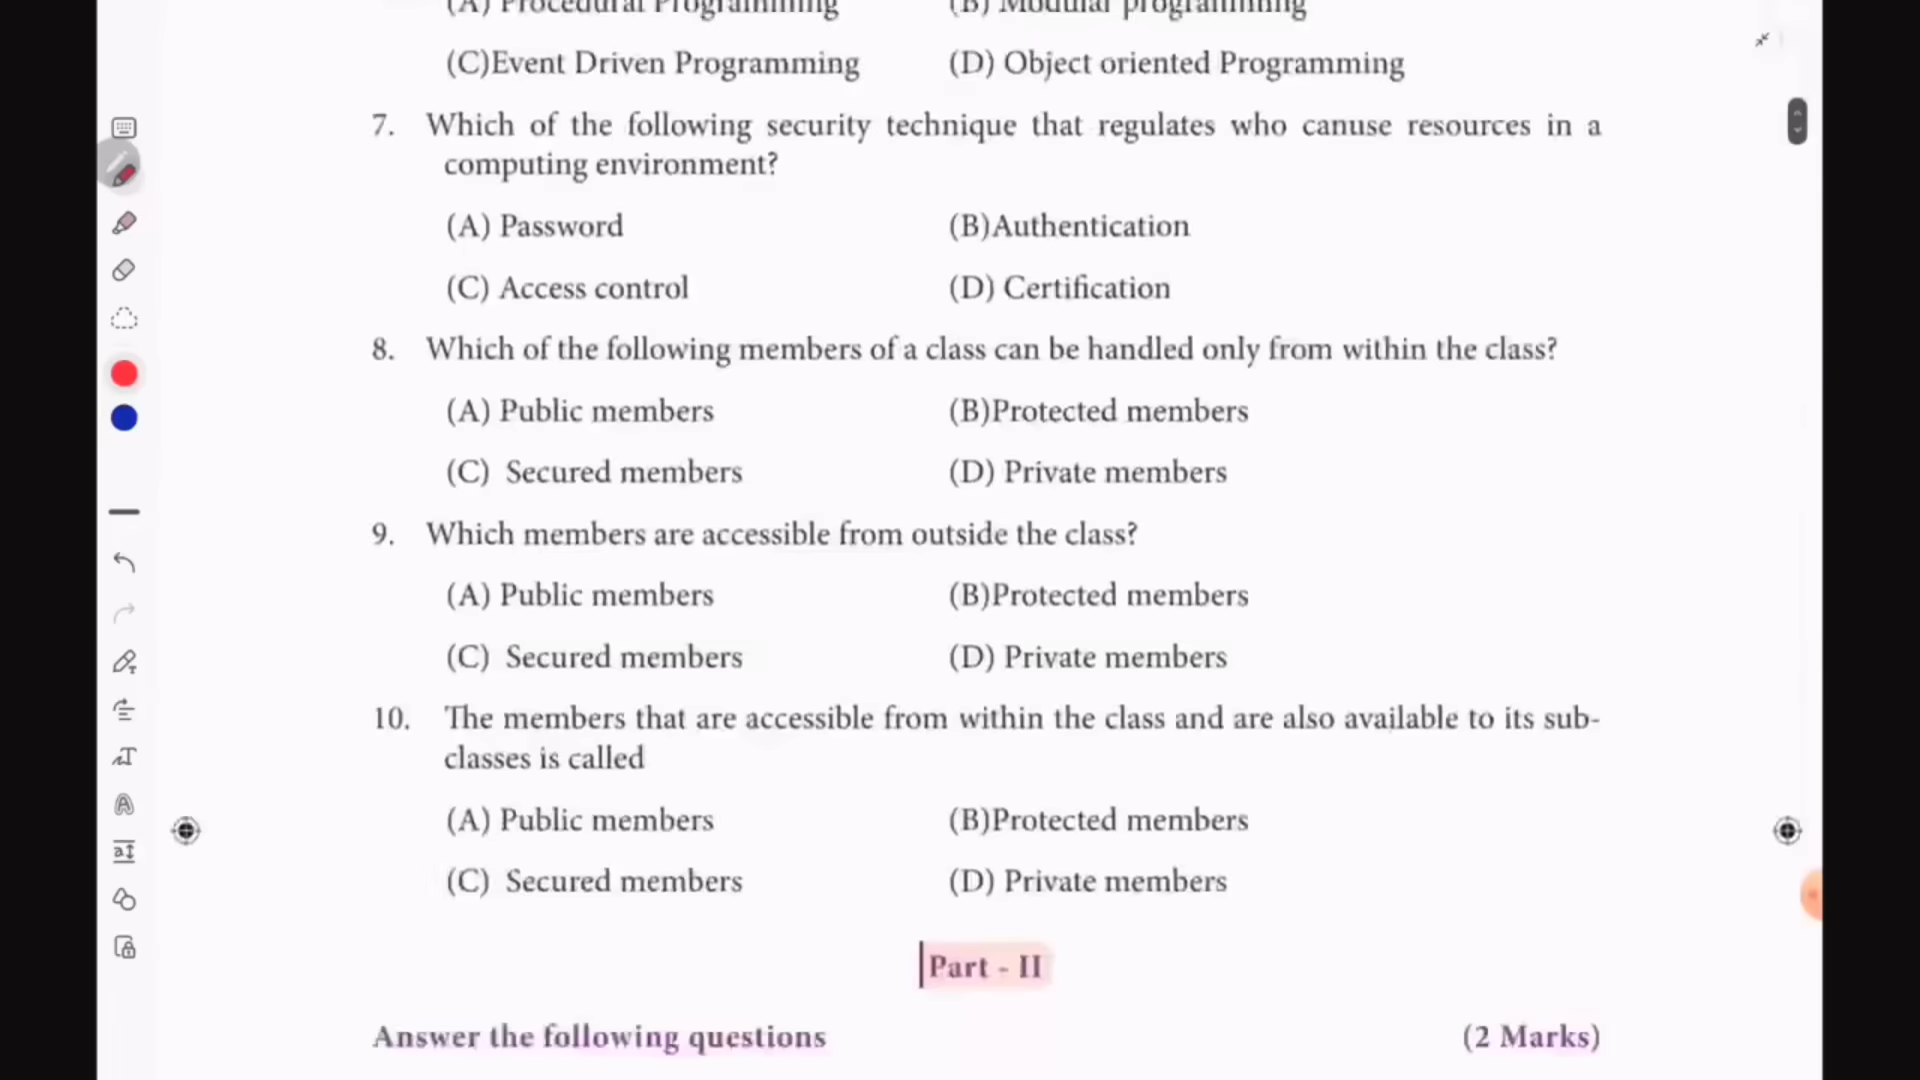 (A) Procedural Programming (B) Modular programming
(C)Event Driven Programming (D) Object oriented Programming
7. Which of the following security technique that regulates who canuse resources in a
computing environment?
(A) Password (B)Authentication
(C) Access control (D) Certification
8. Which of the following members of a class can be handled only from within the class?
(A) Public members (B)Protected members
(C) Secured members (D) Private members
9. Which members are accessible from outside the class?
(A) Public members (B)Protected members
(C) Secured members (D) Private members
10. The members that are accessible from within the class and are also available to its sub-
classes is called
(A) Public members (B)Protected members
(C) Secured members (D) Private members
Part - II
Answer the following questions (2 Marks)